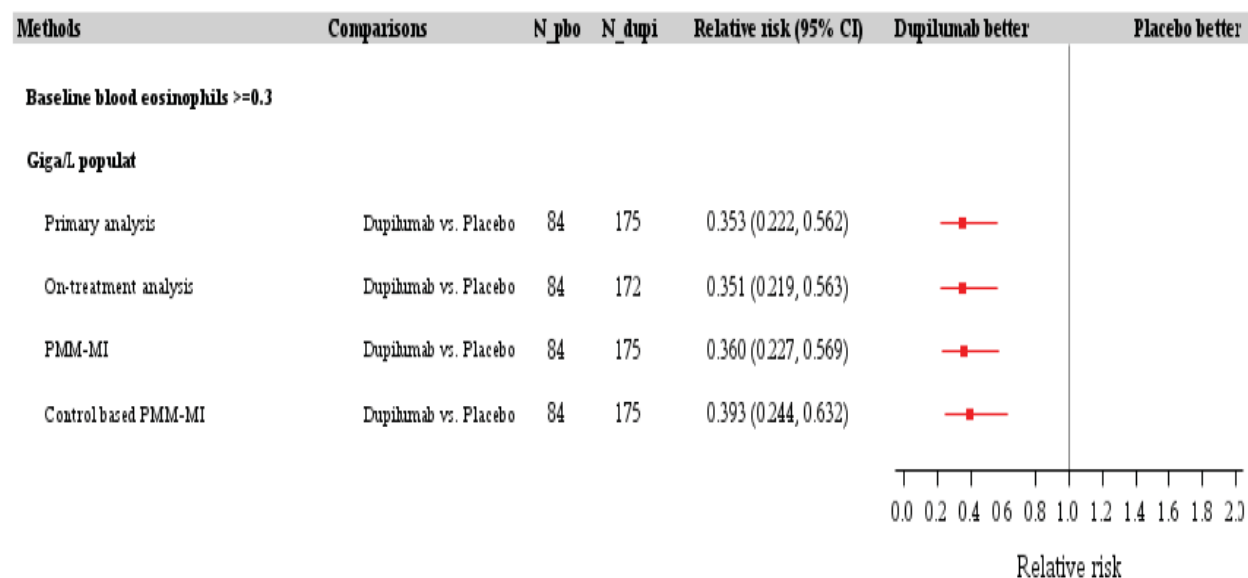 Methods Comparisons N_pbo N_dupi Relative risk (95% CI) Dupilumab better Placebo better
Baseline blood eosinophils >=0.3
Giga/L populat
Primary analysis Dupilumab vs. Placebo 84 175 0.353 (0.222, 0.562)
On-treatment analysis Dupilumab vs. Placebo 84 172 0.351 (0.219, 0.563)
PMM-MI Dupilumab vs. Placebo 84 175 0.360 (0.227, 0.569)
Control based PMM-MI Dupilumab vs. Placebo 84 175 0.393 (0.244, 0.632)
0.0 0.2 0.4 0.6 0.8 1.0 1.2 1.4 1.6 1.8 2.0
Relative risk